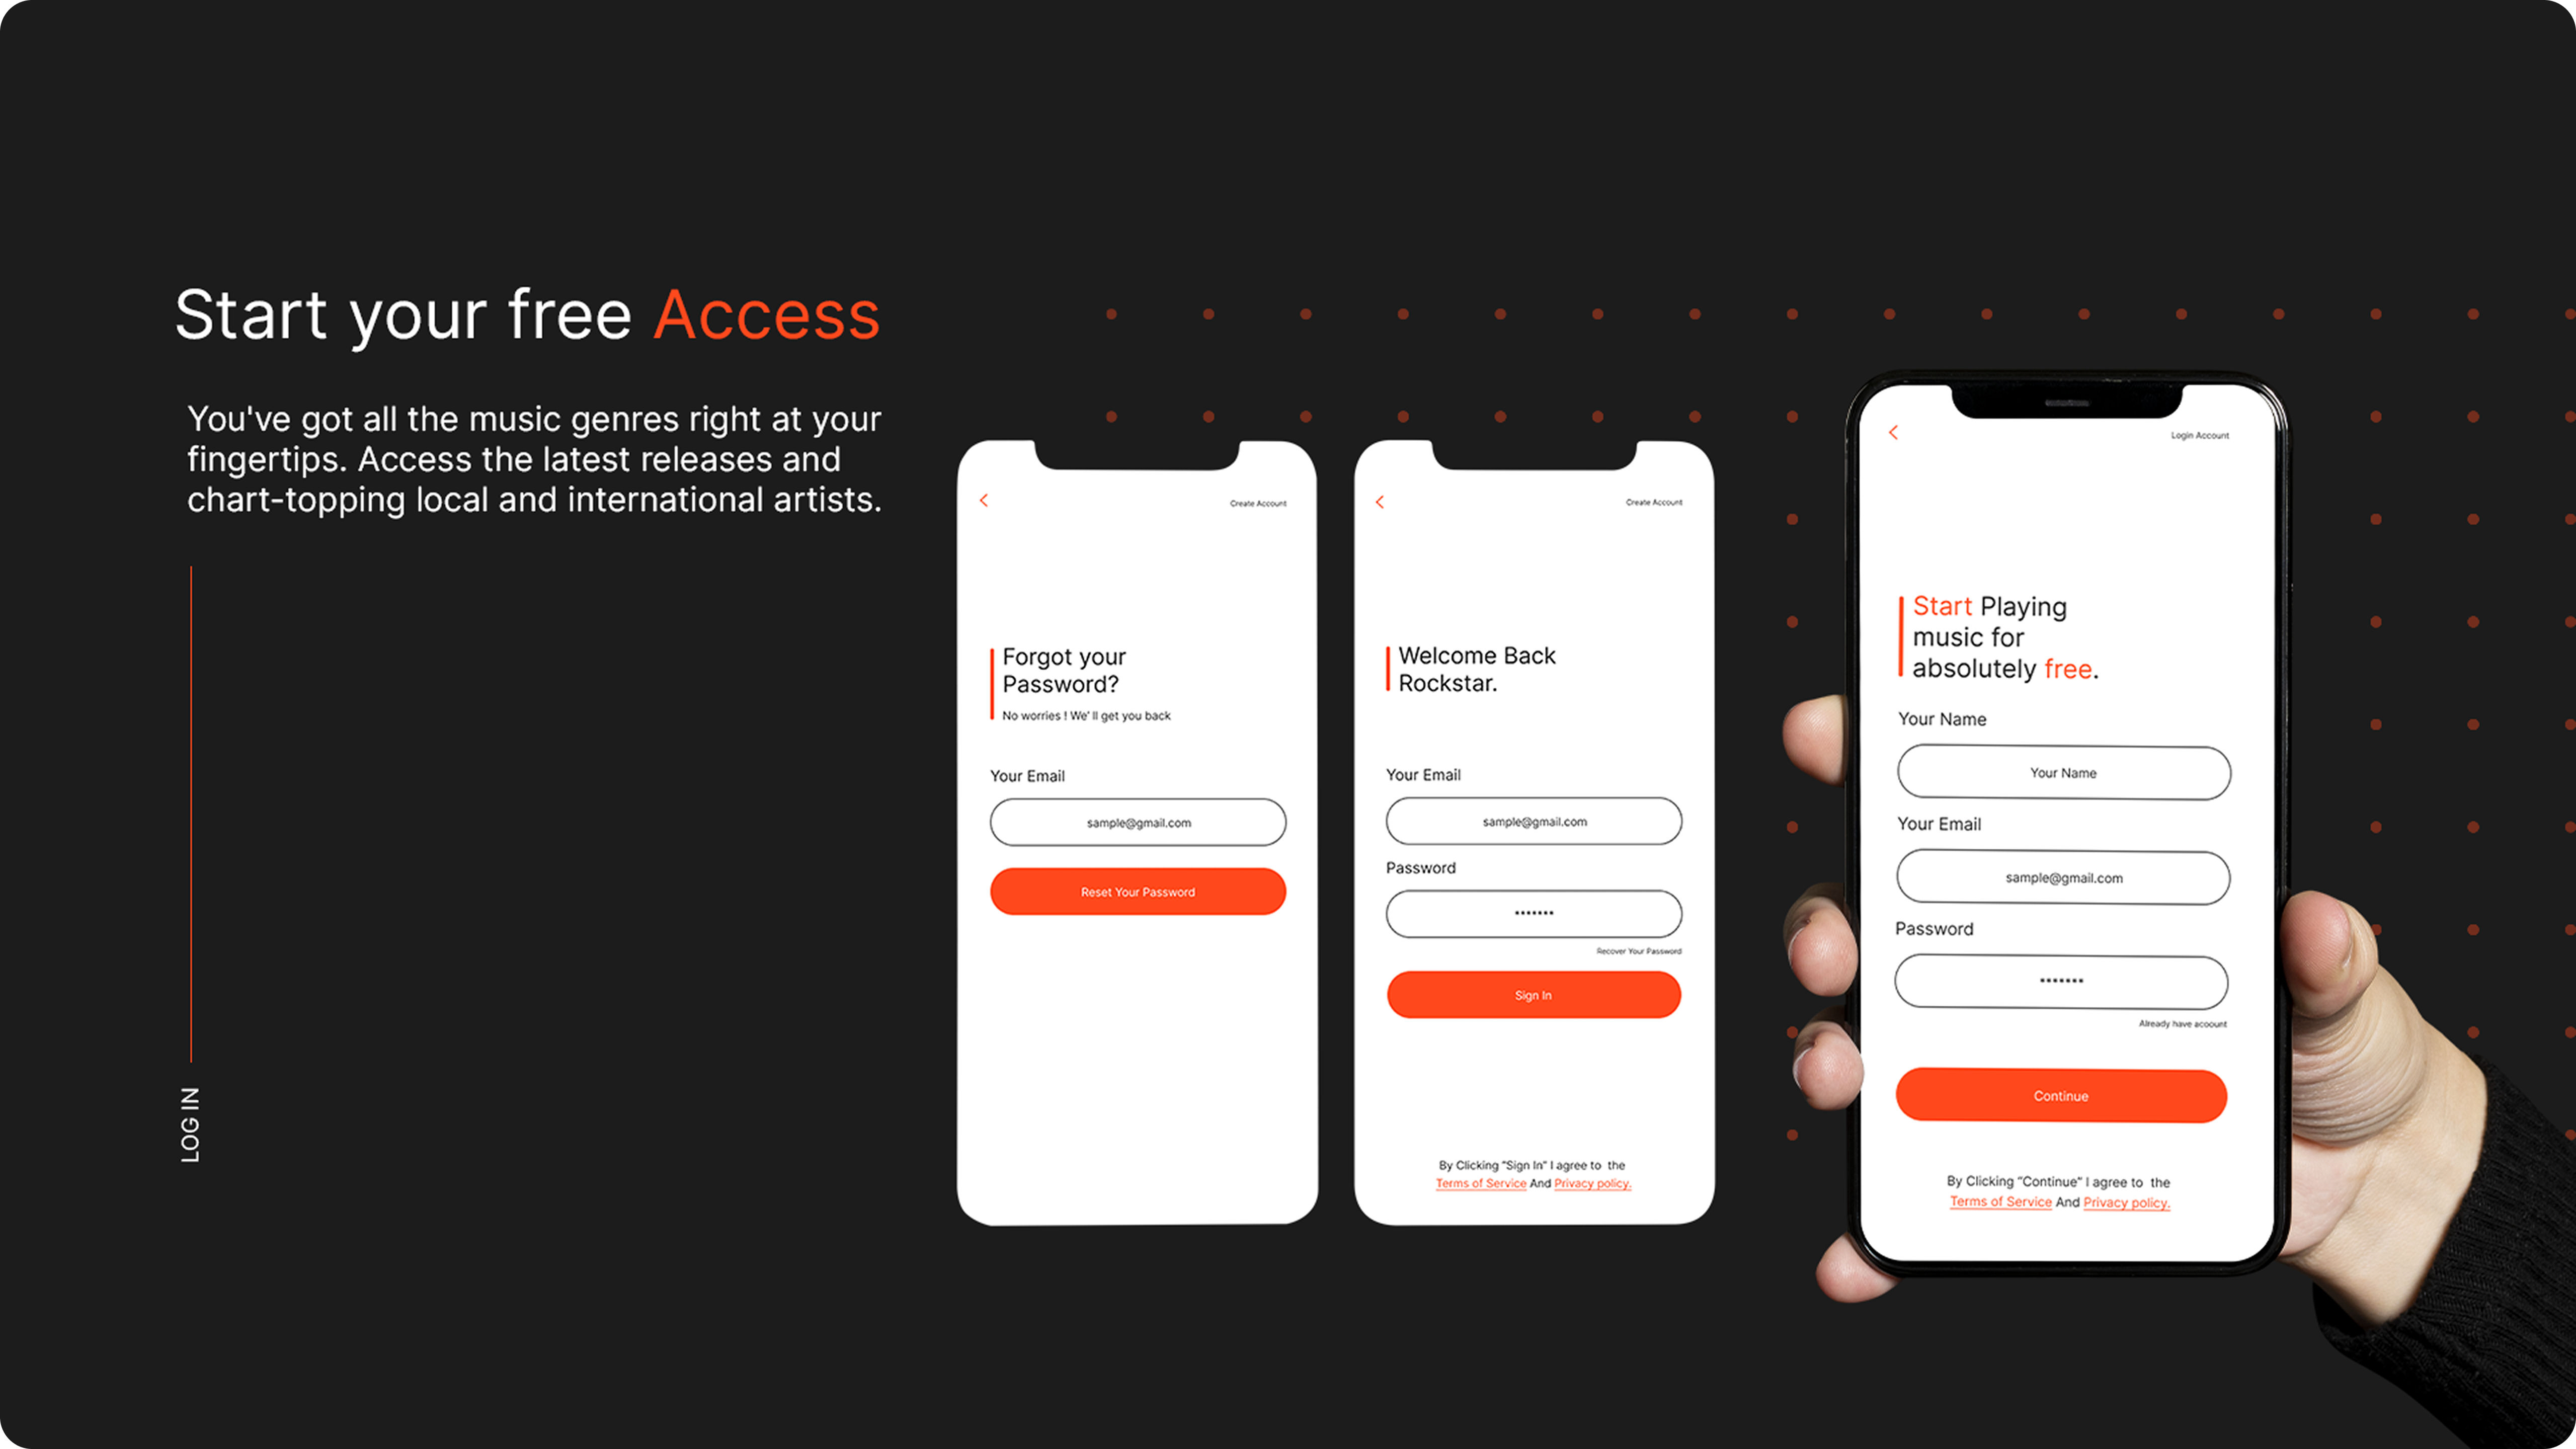 Start your free Access
You've got all the music genres right at your
fingertips. Access the latest releases and
chart-topping local and international artists.
LOG IN
Create Account
Forgot your
Password?
No worries ! We' ll get you back
Your Email
sample@gmail.com
Reset Your Password
Create Account
Welcome Back
Rockstar.
Your Email
sample@gmail.com
Password
Recover Your Password
Sign In
By Clicking "Sign In" I agree to the
Terms of Service And Privacy policy.
Login Account
Start Playing
music for
absolutely free.
Your Name
Your Name
Your Email
sample@gmail.com
Password
Already have acoount
Continue
By Clicking "Continue" I agree to the
Terms of Service And Privacy policy.